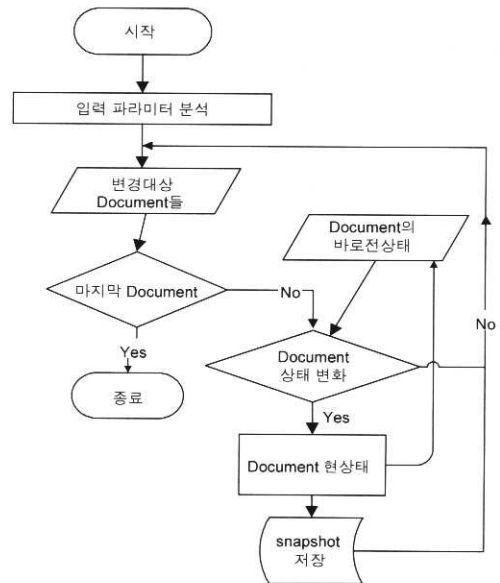 시작
입력 파라미터 분석
변경대상
Document들
Document의
바로전상태
마지막 Document
No
No
Yes
Document
상태 변화
종료
Yes
Document 현상태
snapshot
저장